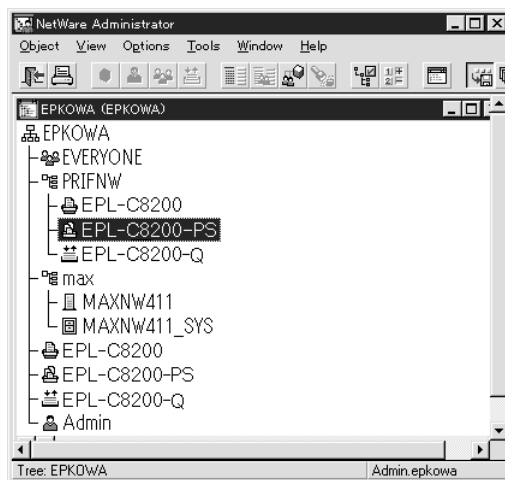 NetWare Administrator
Object View Options Tools Window Help
EPKOWA (EPKOWA)
EPKOWA
EVERYONE
PRIFNW
EPL-C8200
EPL-C8200-PS
EPL-C8200-Q
max
MAXNW411
MAXNW411_SYS
EPL-C8200
EPL-C8200-PS
EPL-C8200-Q
Admin
Tree: EPKOWA Admin.epkowa